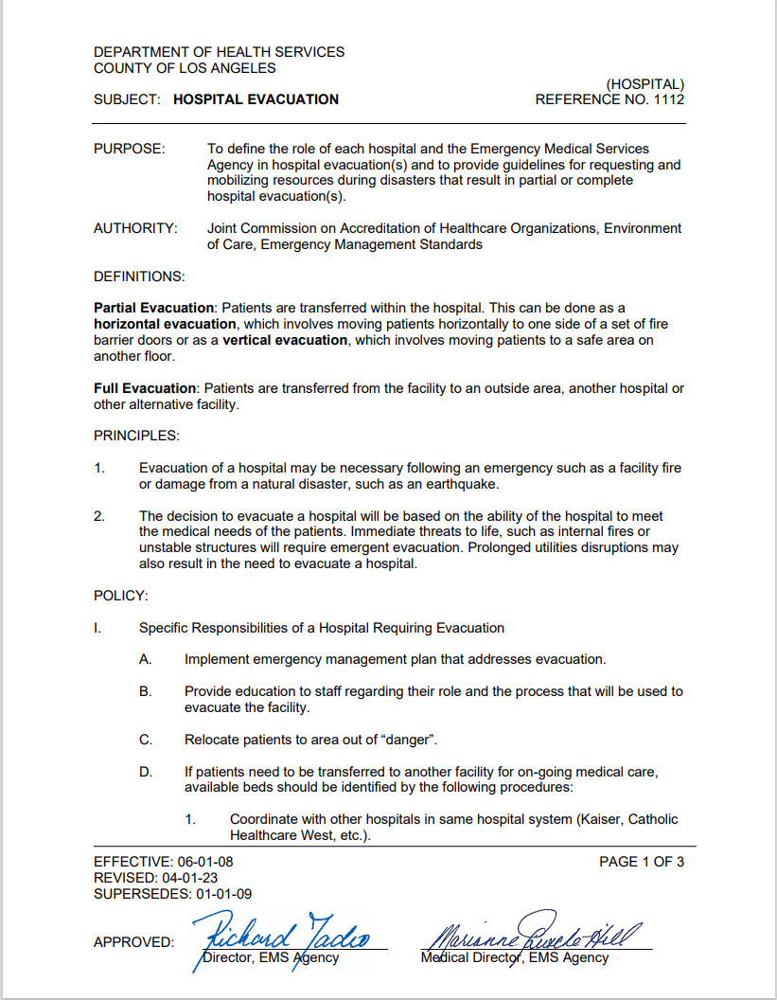 DEPARTMENT OF HEALTH SERVICES
COUNTY OF LOS ANGELES
(HOSPITAL)
SUBJECT: HOSPITAL EVACUATION REFERENCE NO. 1112
PURPOSE: To define the role of each hospital and the Emergency Medical Services
Agency in hospital evacuation(s) and to provide guidelines for requesting and
mobilizing resources during disasters that result in partial or complete
hospital evacuation(s).
AUTHORITY: Joint Commission on Accreditation of Healthcare Organizations, Environment
of Care, Emergency Management Standards
DEFINITIONS:
Partial Evacuation: Patients are transferred within the hospital. This can be done as a
horizontal evacuation, which involves moving patients horizontally to one side of a set of fire
barrier doors or as a vertical evacuation, which involves moving patients to a safe area on
another floor.
Full Evacuation: Patients are transferred from the facility to an outside area, another hospital or
other alternative facility.
PRINCIPLES:
1. Evacuation of a hospital may be necessary following an emergency such as a facility fire
or damage from a natural disaster, such as an earthquake.
2. The decision to evacuate a hospital will be based on the ability of the hospital to meet
the medical needs of the patients. Immediate threats to life, such as internal fires or
unstable structures will require emergent evacuation. Prolonged utilities disruptions may
also result in the need to evacuate a hospital.
POLICY:
I. Specific Responsibilities of a Hospital Requiring Evacuation
A. Implement emergency management plan that addresses evacuation.
B. Provide education to staff regarding their role and the process that will be used to
evacuate the facility.
C. Relocate patients to area out of “danger”.
D. If patients need to be transferred to another facility for on-going medical care,
available beds should be identified by the following procedures:
1. Coordinate with other hospitals in same hospital system (Kaiser, Catholic
Healthcare West, etc.).
EFFECTIVE: 06-01-08 PAGE 1 OF 3
REVISED: 04-01-23
SUPERSEDES: 01-01-09
Richard Tadeo Marianne Hill
APPROVED:
Director, EMS Agency Medical Director, EMS Agency